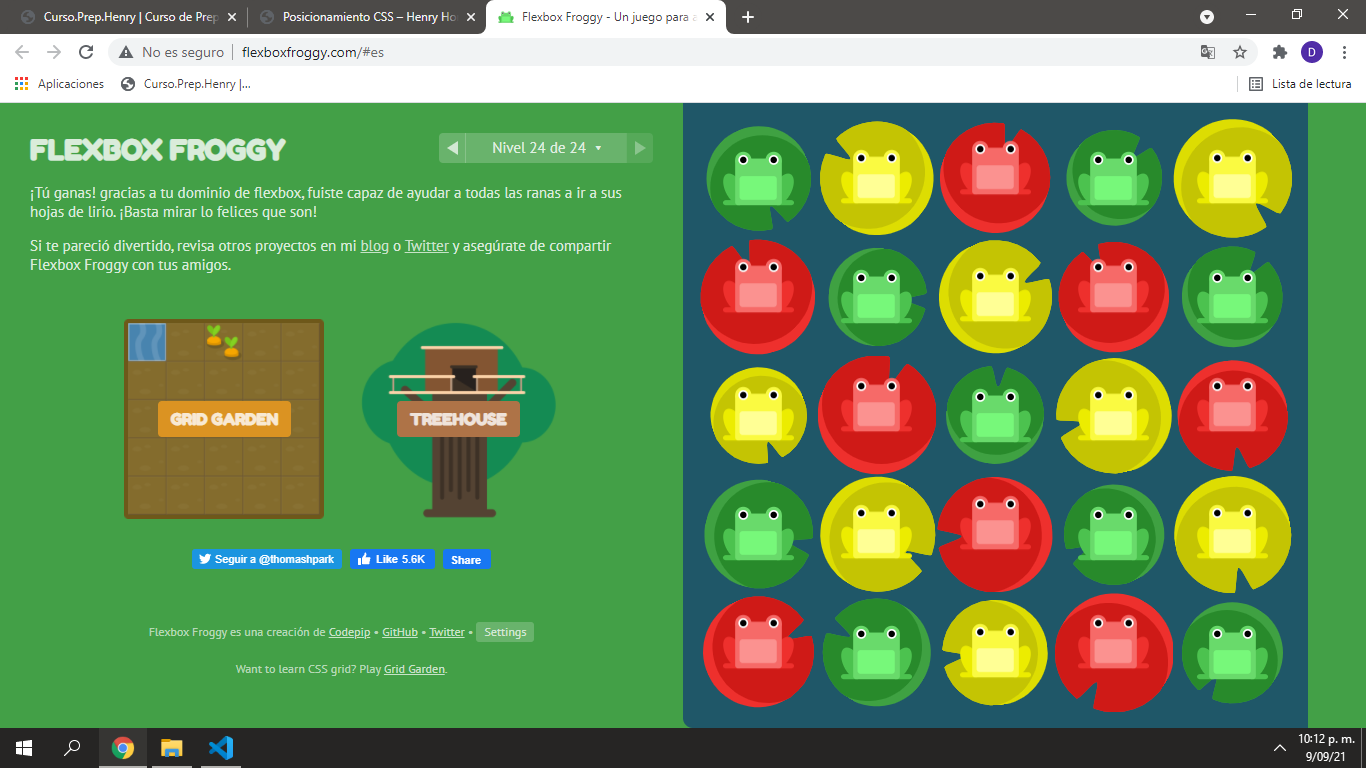 Curso.Prep.Henry | Curso de Prep
Posicionamiento CSS – Henry Ho
Flexbox Froggy - Un juego para a
No es seguro
flexboxfroggy.com/#es
D
Aplicaciones
Curso.Prep.Henry |...
Lista de lectura
FLEXBOX FROGGY
Nivel 24 de 24
¡Tú ganas! gracias a tu dominio de flexbox, fuiste capaz de ayudar a todas las ranas a ir a sus
hojas de lirio. ¡Basta mirar lo felices que son!
Si te pareció divertido, revisa otros proyectos en mi blog o Twitter y asegúrate de compartir
Flexbox Froggy con tus amigos.
GRID GARDEN
TREEHOUSE
Seguir a @thomashpark
Like 5.6K
Share
Flexbox Froggy es una creación de Codepip • GitHub • Twitter • Settings
Want to learn CSS grid? Play Grid Garden.
10:12 p. m.
9/09/21